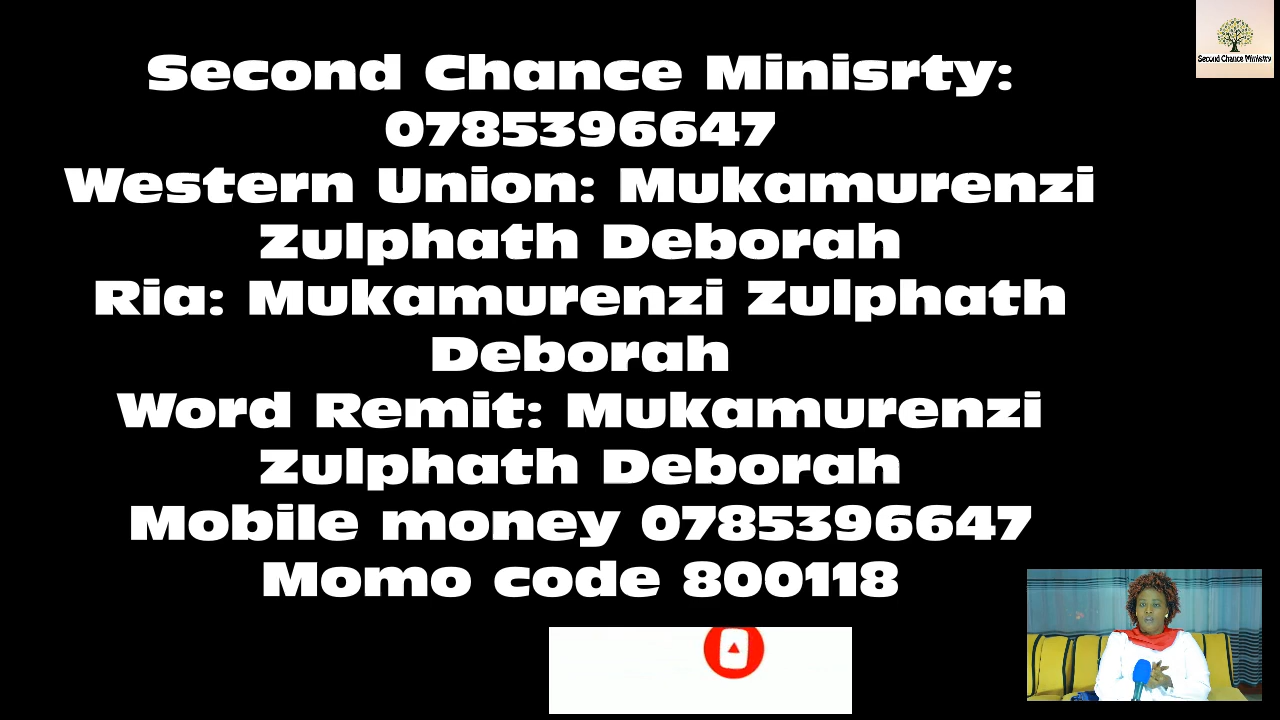 Second Chance Ministry
Second Chance Minisrty:
0785396647
Western Union: Mukamurenzi
Zulphath Deborah
Ria: Mukamurenzi Zulphath
Deborah
Word Remit: Mukamurenzi
Zulphath Deborah
Mobile money 0785396647
Momo code 800118